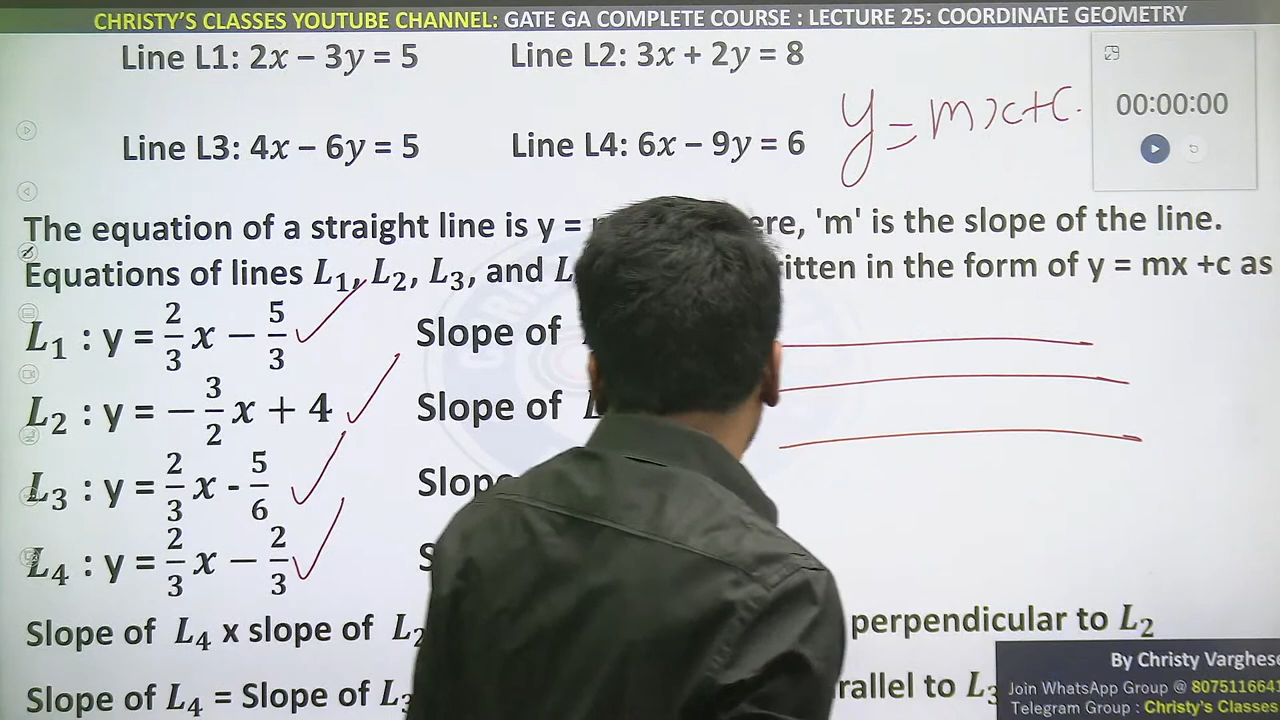 CHRISTY'S CLASSES YOUTUBE CHANNEL: GATE GA COMPLETE COURSE : LECTURE 25: COORDINATE GEOMETRY
Line L1: 2x − 3y = 5 Line L2: 3x + 2y = 8
y = mx+c.
00:00:00
Line L3: 4x − 6y = 5 Line L4: 6x − 9y = 6
The equation of a straight line is y = 'm' is the slope of the line.
Equations of lines L₁, L₂, L₃, and in the form of y = mx +c as
L₁ : y = 2/3 x − 5/3 Slope of
L₂ : y = − 3/2 x + 4 Slope of
L₃ : y = 2/3 x - 5/6
L₄ : y = 2/3 x − 2/3
Slope of L₄ x slope of L₂ perpendicular to L₂
Slope of L₄ = Slope of L₃ to L₃
By Christy Varghese
Join WhatsApp Group @ 8075116641
Telegram Group : Christy's Classes